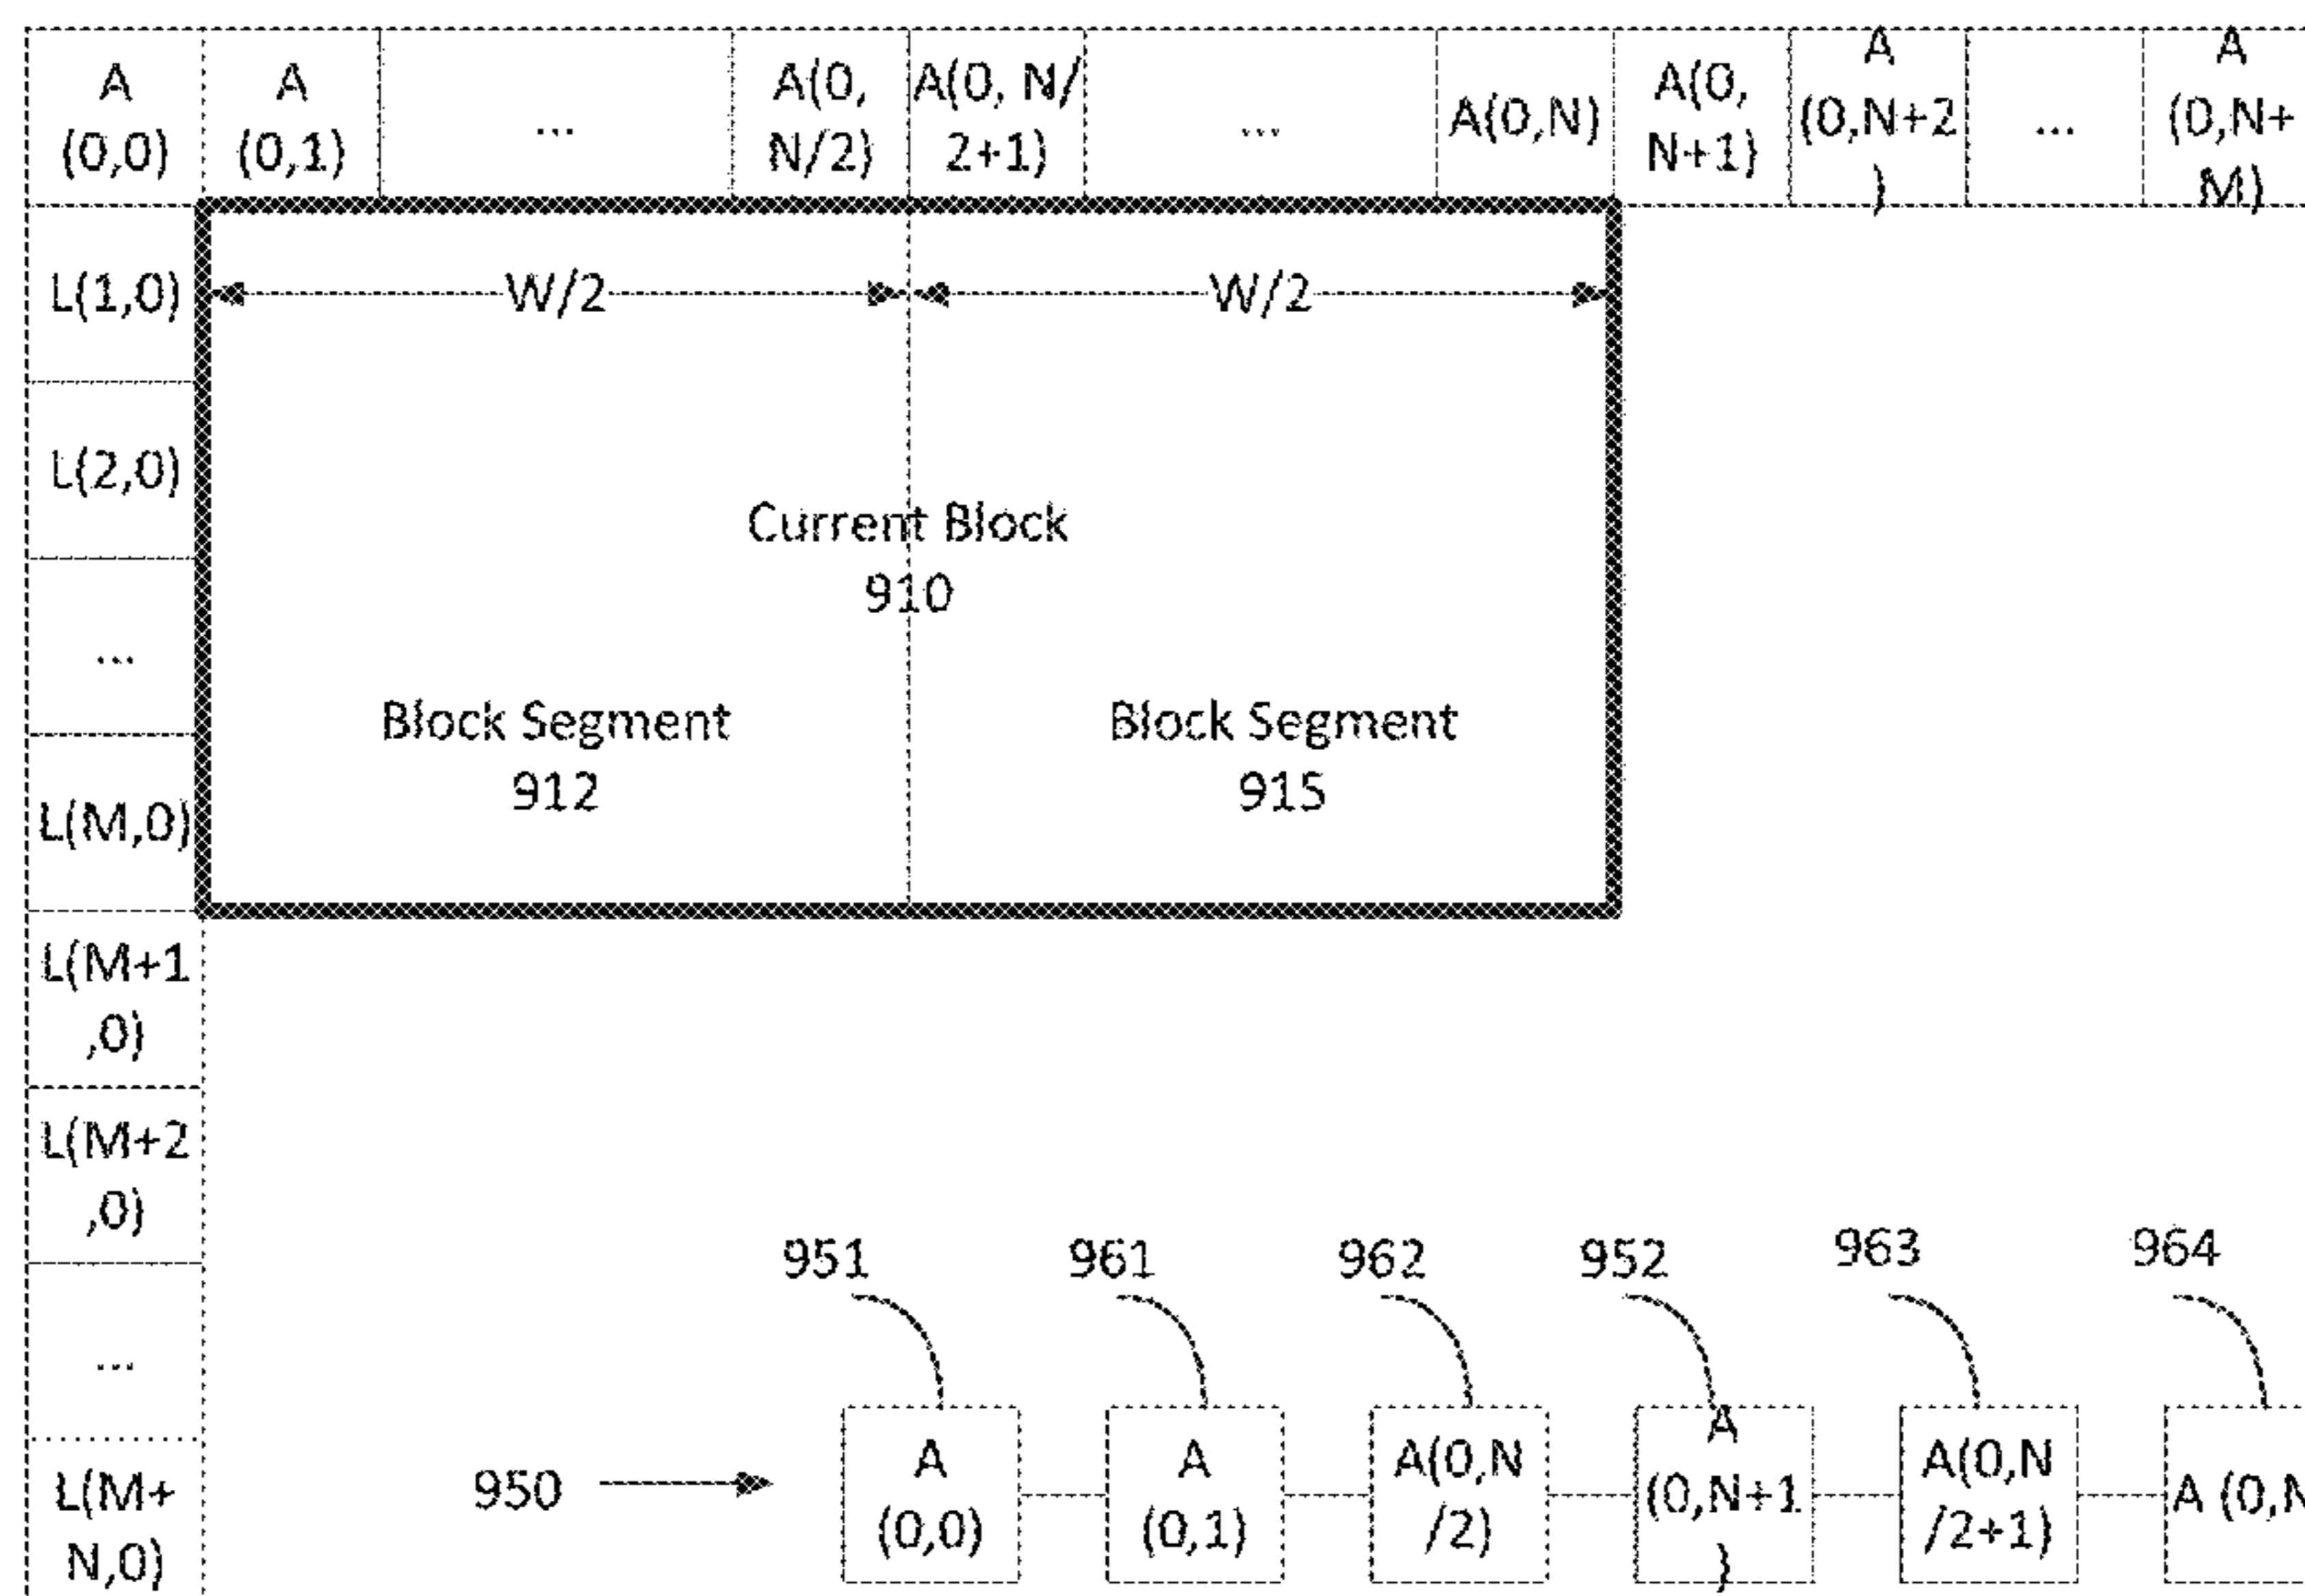 A
(0,0)
A
(0,1)
...
A(0,
N/2)
A(0, N/
2+1)
...
A(0,N)
A(0,
N+1)
A
(0,N+2
)
...
A
(0,N+
M)
L(1,0)
W/2
W/2
L(2,0)
Current Block
910
...
Block Segment
912
Block Segment
915
L(M,0)
L(M+1
,0)
L(M+2
,0)
...
L(M+
N,0)
951
961
962
952
963
964
950
A
(0,0)
A
(0,1)
A(0,N
/2)
A
(0,N+1
)
A(0,N
/2+1)
A (0,N